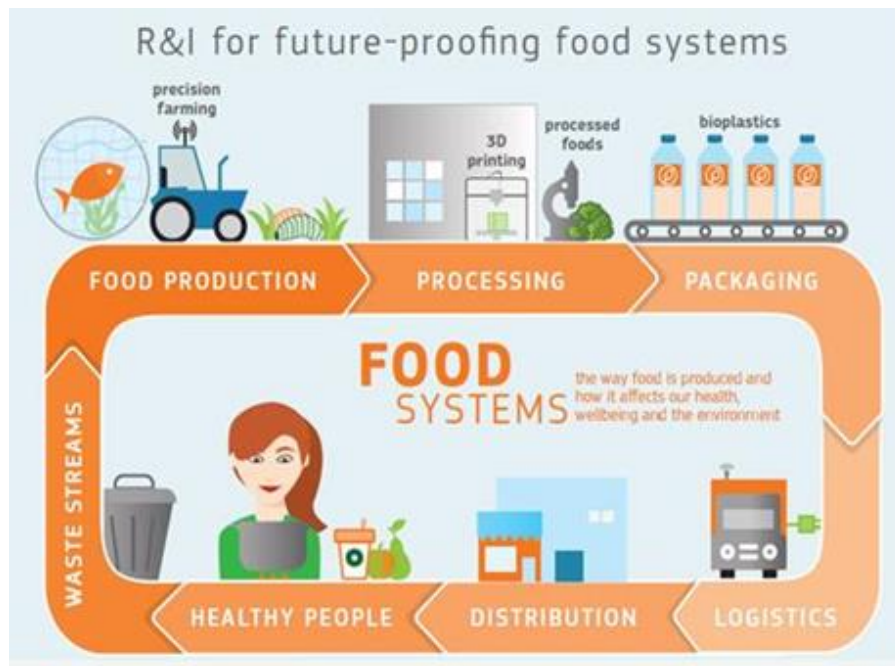 R&I for future-proofing food systems
precision
farming
3D
printing
processed
foods
bioplastics
FOOD PRODUCTION
PROCESSING
PACKAGING
FOOD
SYSTEMS
the way food is produced and
how it affects our health,
wellbeing and the environment
LOGISTICS
DISTRIBUTION
HEALTHY PEOPLE
WASTE STREAMS